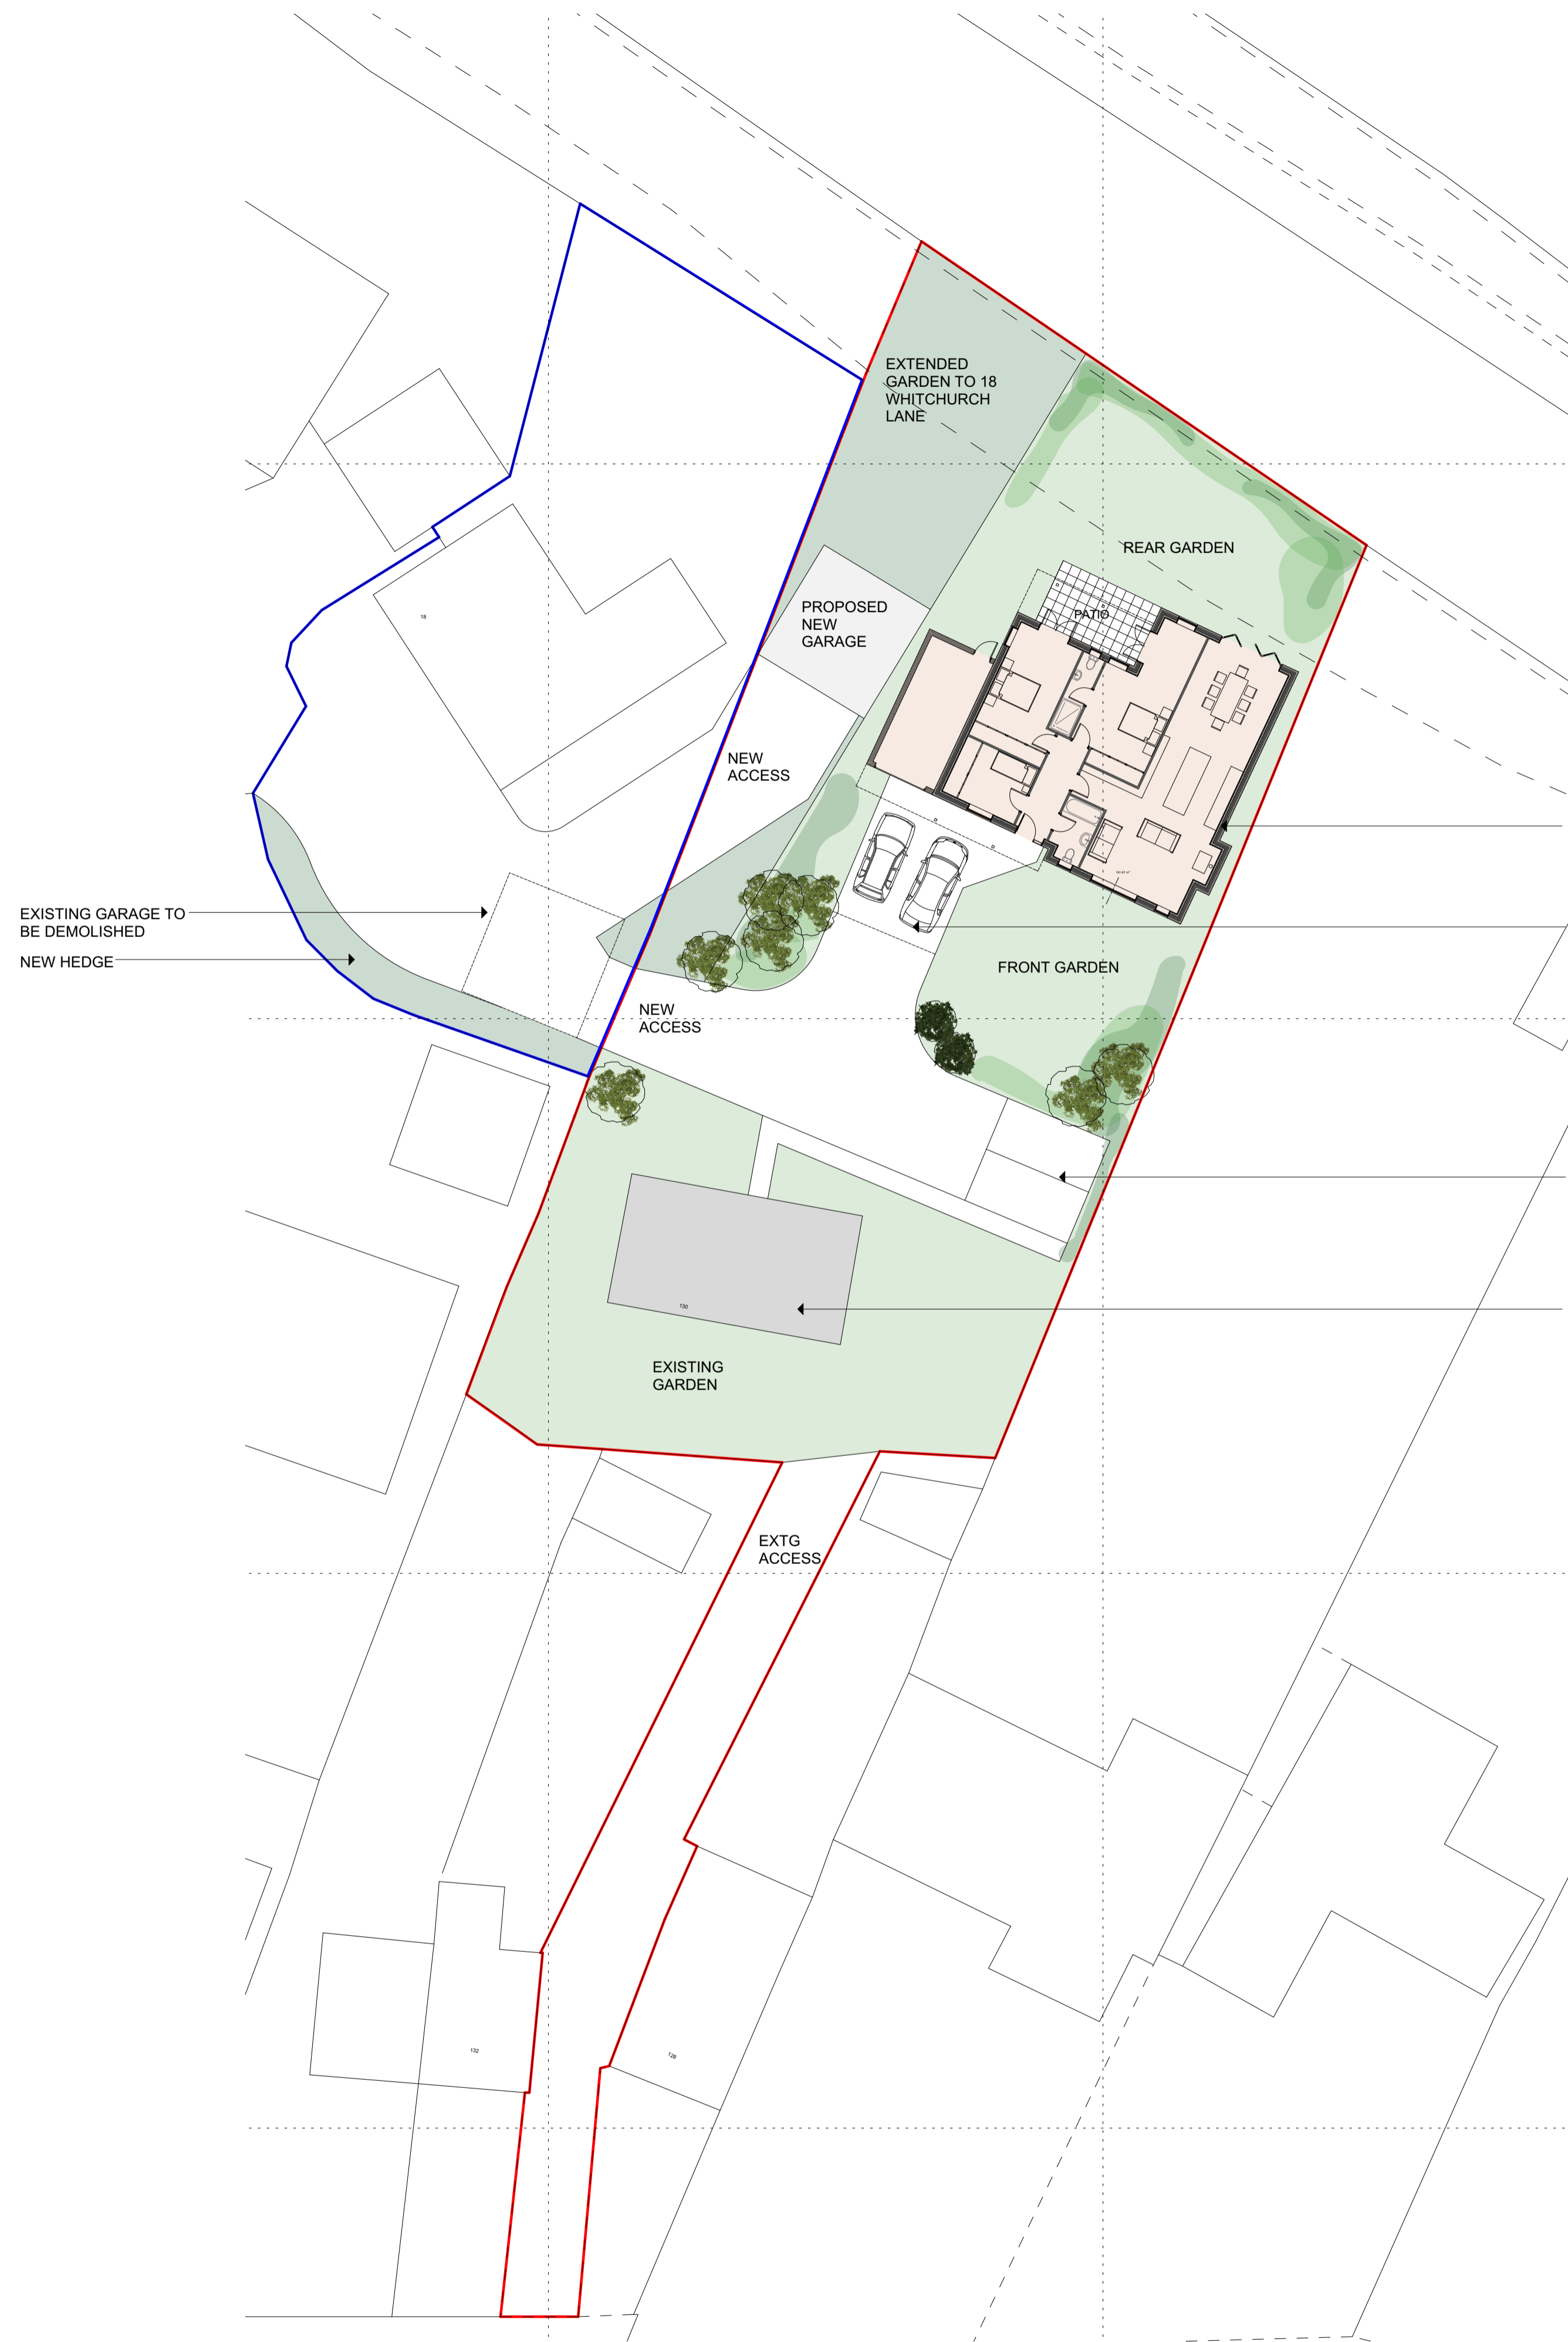 EXTENDED
GARDEN TO 18
WHITCHURCH
LANE
REAR GARDEN
PATIO
PROPOSED
NEW
GARAGE
18
NEW
ACCESS
EXISTING GARAGE TO
BE DEMOLISHED
NEW HEDGE
FRONT GARDEN
NEW
ACCESS
130
EXISTING
GARDEN
EXTG
ACCESS
132
128